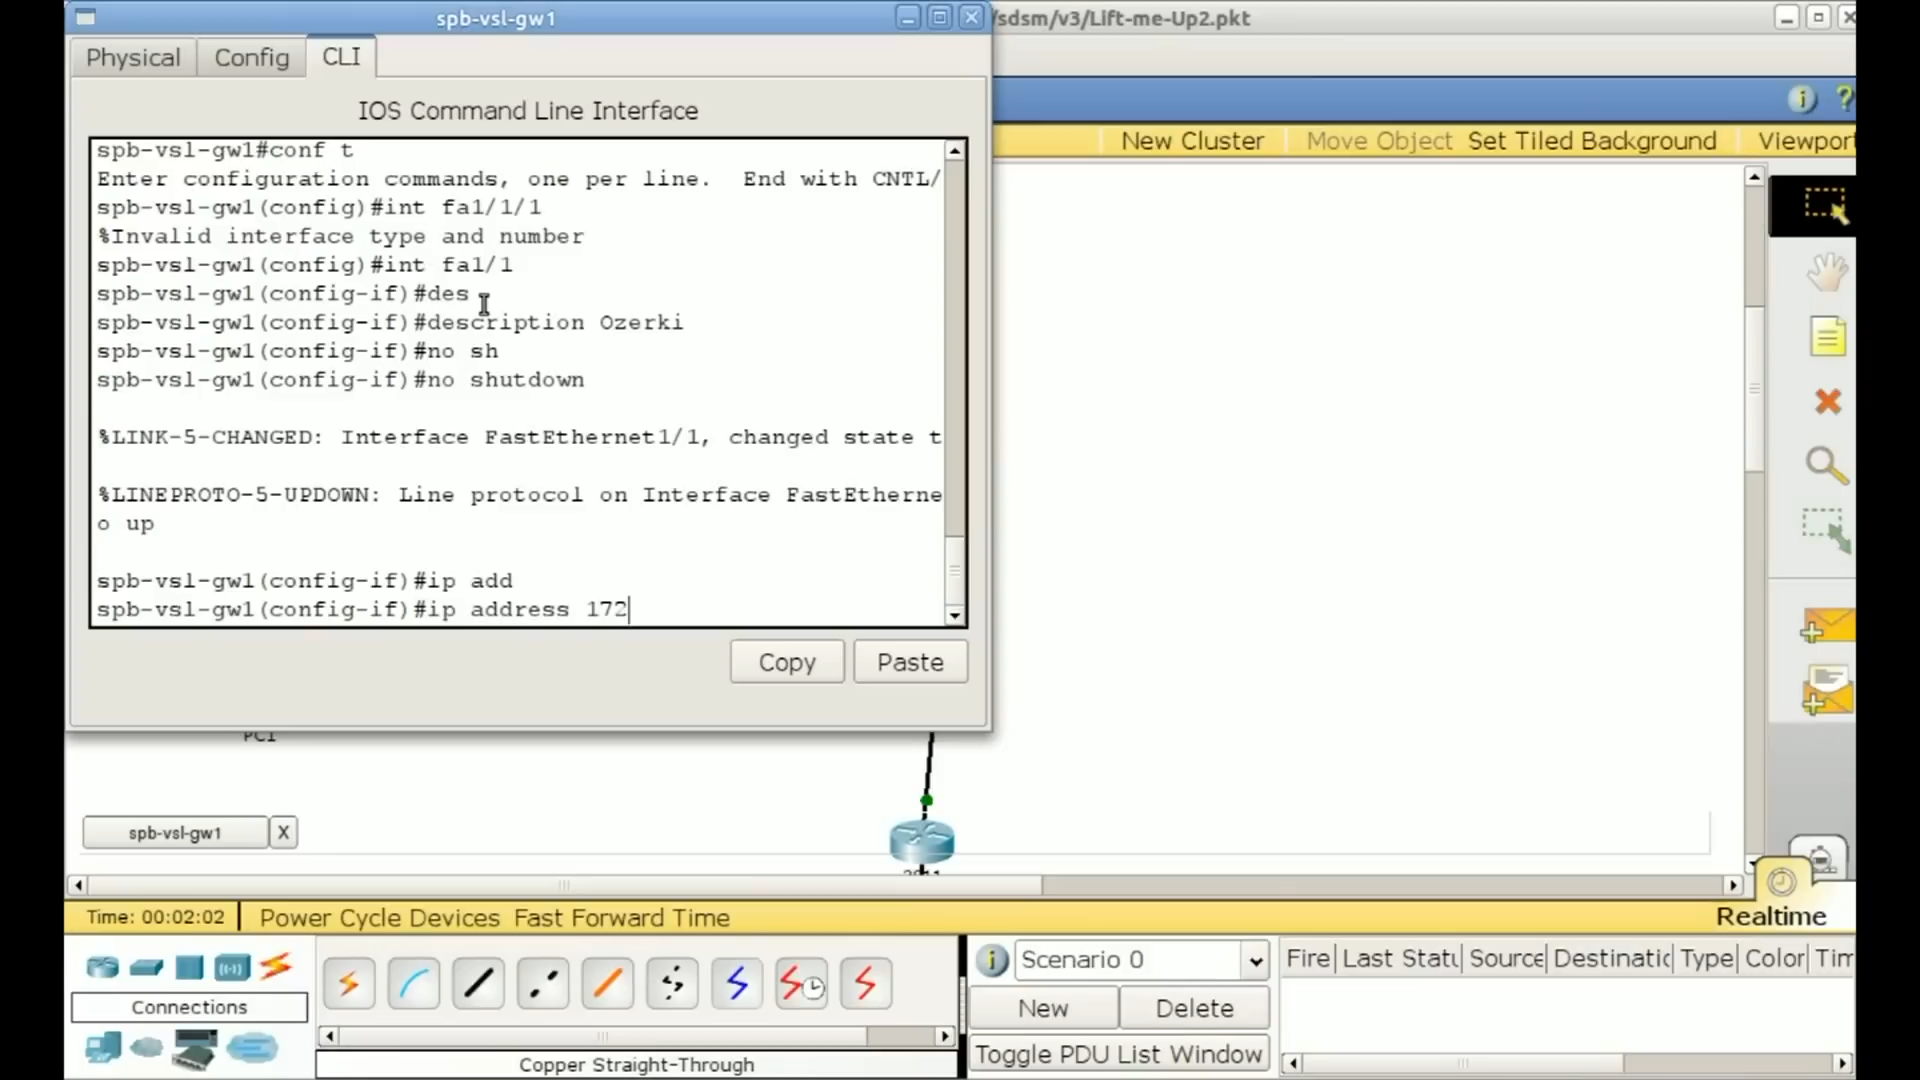 spb-vsl-gw1
/sdsm/v3/Lift-me-Up2.pkt
Physical
Config
CLI
IOS Command Line Interface
New Cluster
Move Object
Set Tiled Background
Viewport
spb-vsl-gw1#conf t
Enter configuration commands, one per line.  End with CNTL/
spb-vsl-gw1(config)#int fa1/1/1
%Invalid interface type and number
spb-vsl-gw1(config)#int fa1/1
spb-vsl-gw1(config-if)#des
spb-vsl-gw1(config-if)#description Ozerki
spb-vsl-gw1(config-if)#no sh
spb-vsl-gw1(config-if)#no shutdown
%LINK-5-CHANGED: Interface FastEthernet1/1, changed state t
%LINEPROTO-5-UPDOWN: Line protocol on Interface FastEtherne
o up
spb-vsl-gw1(config-if)#ip add
spb-vsl-gw1(config-if)#ip address 172
Copy
Paste
spb-vsl-gw1
X
Time: 00:02:02
Power Cycle Devices
Fast Forward Time
Realtime
Connections
Copper Straight-Through
Scenario 0
New
Delete
Toggle PDU List Window
Fire
Last Statu
Source
Destinatic
Type
Color
Tim